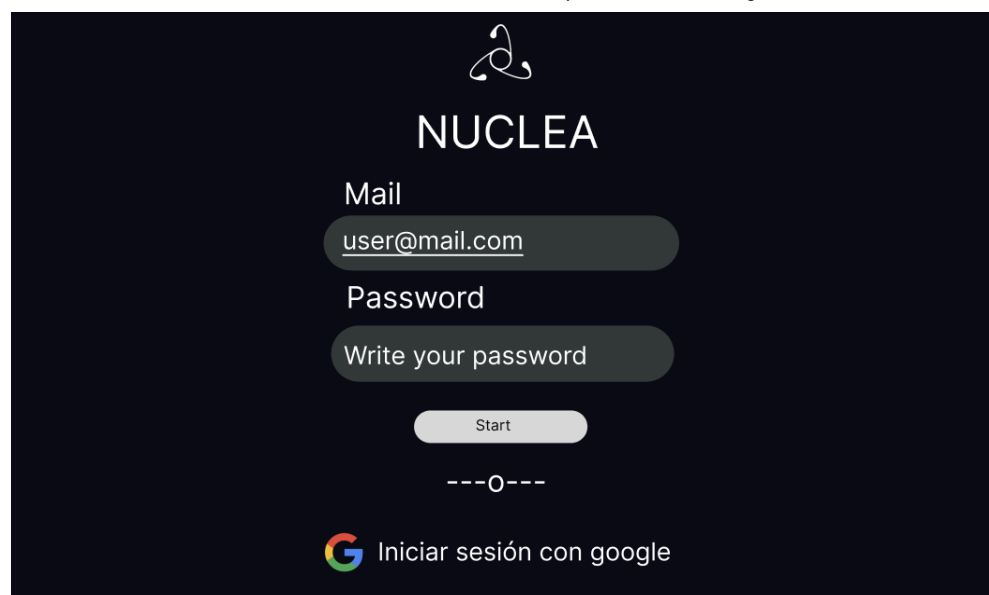 NUCLEA
Mail
user@mail.com
Password
Write your password
Start
---o---
Iniciar sesión con google